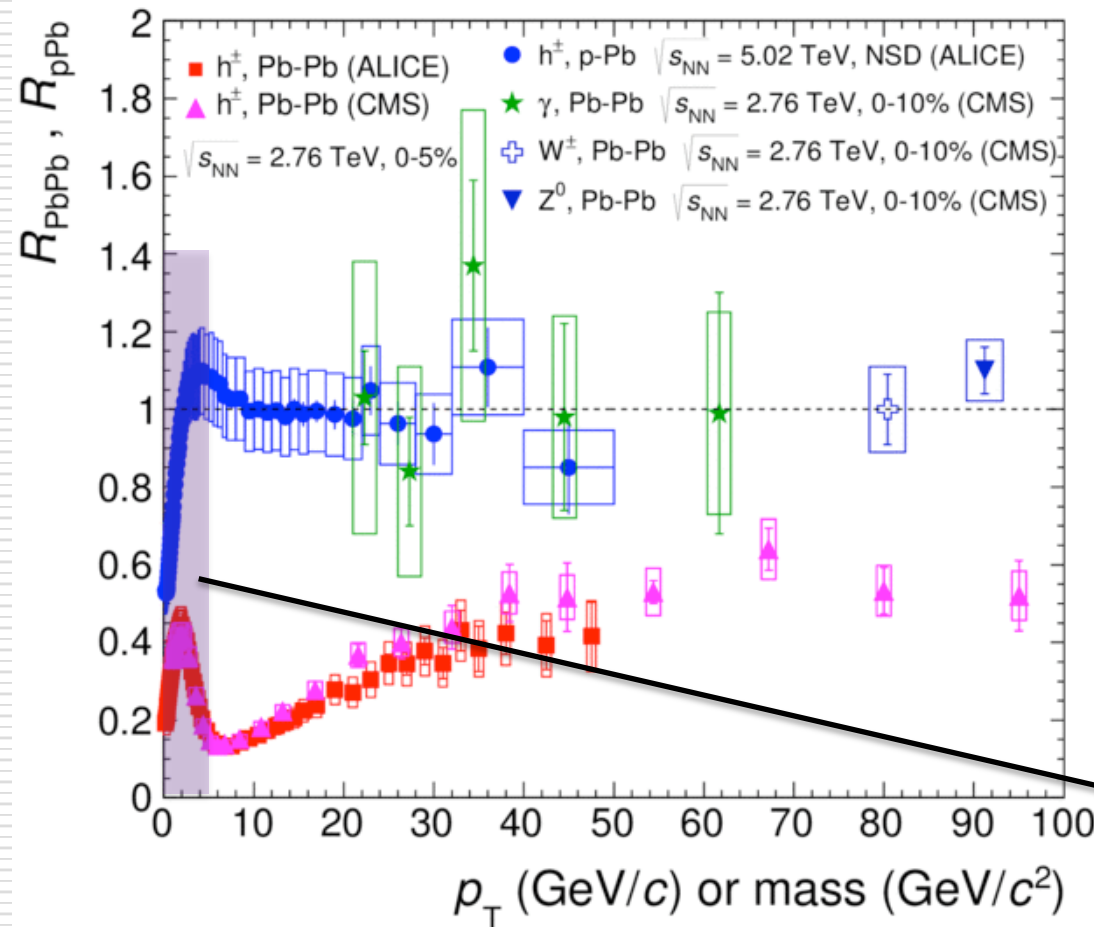 R_PbPb , R_pPb
2
1.8
1.6
1.4
1.2
1
0.8
0.6
0.4
0.2
0
h±, Pb-Pb (ALICE)
h±, Pb-Pb (CMS)
√s_NN = 2.76 TeV, 0-5%
h±, p-Pb √s_NN = 5.02 TeV, NSD (ALICE)
γ, Pb-Pb √s_NN = 2.76 TeV, 0-10% (CMS)
W±, Pb-Pb √s_NN = 2.76 TeV, 0-10% (CMS)
Z⁰, Pb-Pb √s_NN = 2.76 TeV, 0-10% (CMS)
0 10 20 30 40 50 60 70 80 90 100
p_T (GeV/c) or mass (GeV/c²)